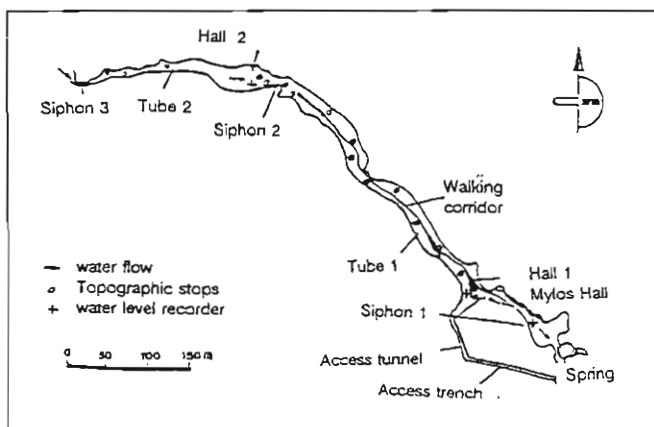 Hall 2
Siphon 3
Tube 2
Siphon 2
Walking
corridor
water flow
Topographic stops
water level recorder
Tube 1
Hall 1
Mylos Hall
Siphon 1
0 50 100 150 m
Access tunnel
Spring
Access trench